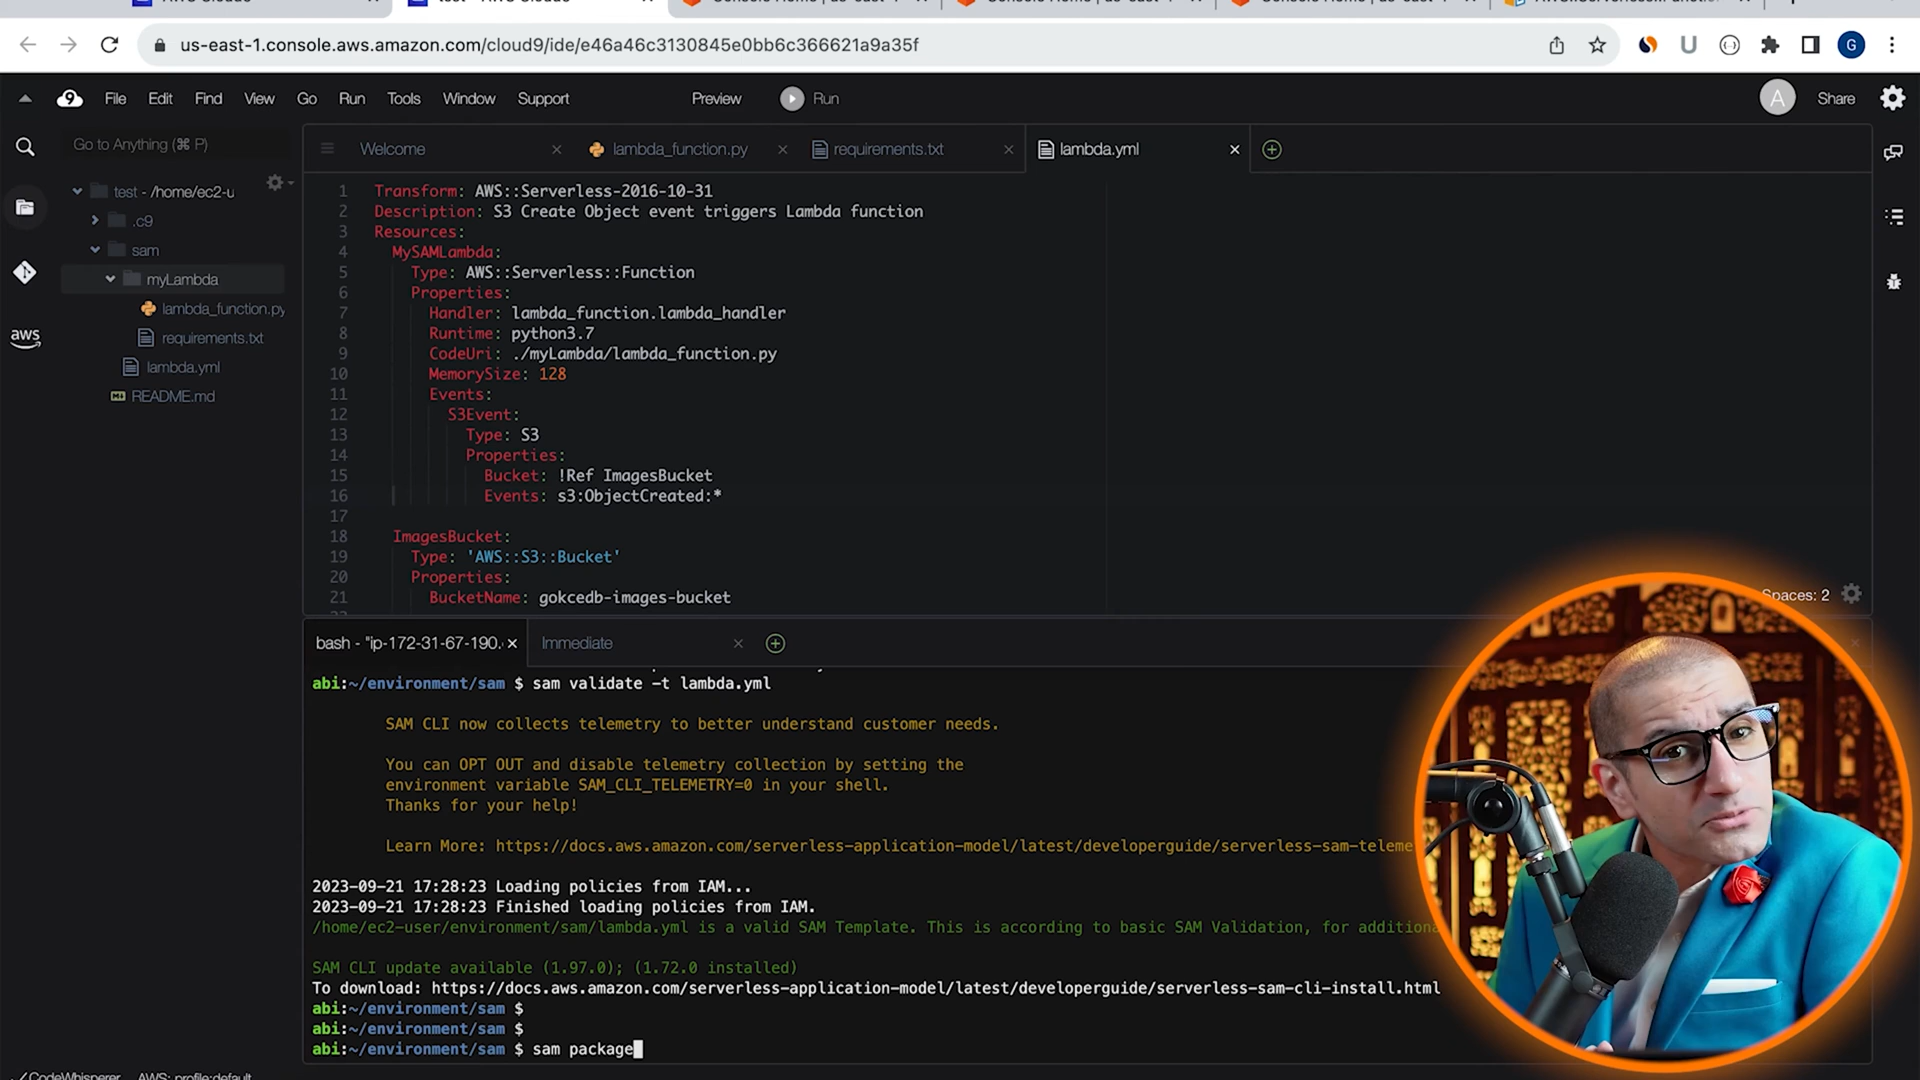 us-east-1.console.aws.amazon.com/cloud9/ide/e46a46c3130845e0bb6c366621a9a35f
G
9 File Edit Find View Go Run Tools Window Support Preview Run A Share
Go to Anything (⌘ P)
Welcome lambda_function.py requirements.txt lambda.yml
test - /home/ec2-u
.c9
sam
myLambda
lambda_function.py
requirements.txt
lambda.yml
README.md
aws
1 Transform: AWS::Serverless-2016-10-31
2 Description: S3 Create Object event triggers Lambda function
3 Resources:
4 MySAMLambda:
5 Type: AWS::Serverless::Function
6 Properties:
7 Handler: lambda_function.lambda_handler
8 Runtime: python3.7
9 CodeUri: ./myLambda/lambda_function.py
10 MemorySize: 128
11 Events:
12 S3Event:
13 Type: S3
14 Properties:
15 Bucket: !Ref ImagesBucket
16 Events: s3:ObjectCreated:*
17
18 ImagesBucket:
19 Type: 'AWS::S3::Bucket'
20 Properties:
21 BucketName: gokcedb-images-bucket
Spaces: 2
bash - "ip-172-31-67-190. Immediate
abi:~/environment/sam $ sam validate -t lambda.yml
SAM CLI now collects telemetry to better understand customer needs.
You can OPT OUT and disable telemetry collection by setting the
environment variable SAM_CLI_TELEMETRY=0 in your shell.
Thanks for your help!
Learn More: https://docs.aws.amazon.com/serverless-application-model/latest/developerguide/serverless-sam-teleme
2023-09-21 17:28:23 Loading policies from IAM...
2023-09-21 17:28:23 Finished loading policies from IAM.
/home/ec2-user/environment/sam/lambda.yml is a valid SAM Template. This is according to basic SAM Validation, for additiona
SAM CLI update available (1.97.0); (1.72.0 installed)
To download: https://docs.aws.amazon.com/serverless-application-model/latest/developerguide/serverless-sam-cli-install.html
abi:~/environment/sam $
abi:~/environment/sam $
abi:~/environment/sam $ sam package
CodeWhisperer AWS: profile:default